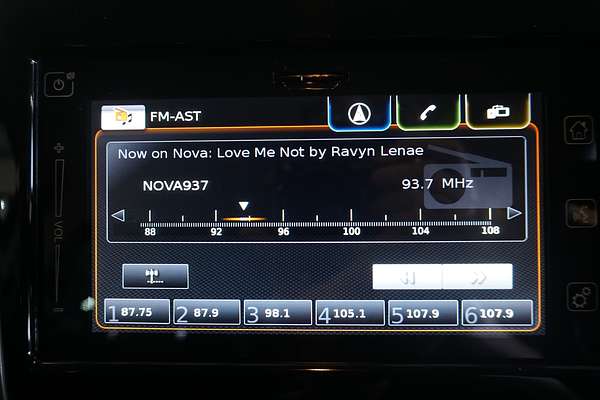 FM-AST
Now on Nova: Love Me Not by Ravyn Lenae
NOVA937 93.7 MHz
88 92 96 100 104 108
1 87.75 2 87.9 3 98.1 4 105.1 5 107.9 6 107.9
+
VOL
−